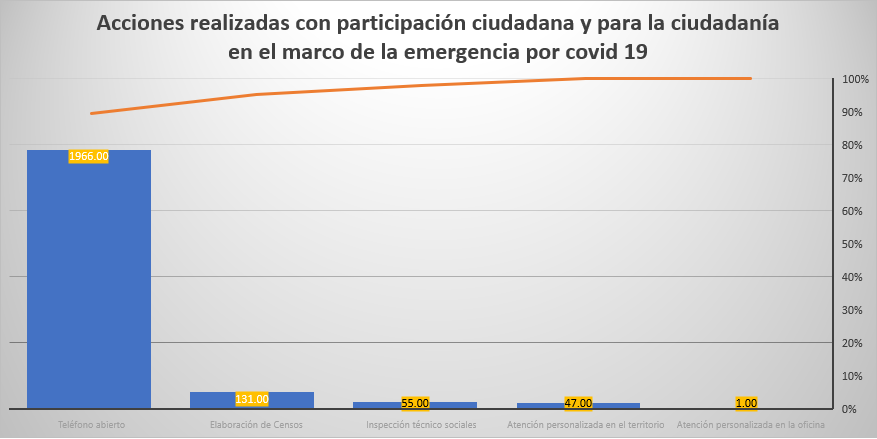 Acciones realizadas con participación ciudadana y para la ciudadanía
en el marco de la emergencia por covid 19
100%
90%
80%
70%
60%
50%
40%
30%
20%
10%
0%
1966.00
131.00
55.00
47.00
1.00
Teléfono abierto
Elaboración de Censos
Inspección técnico sociales
Atención personalizada en el territorio
Atención personalizada en la oficina